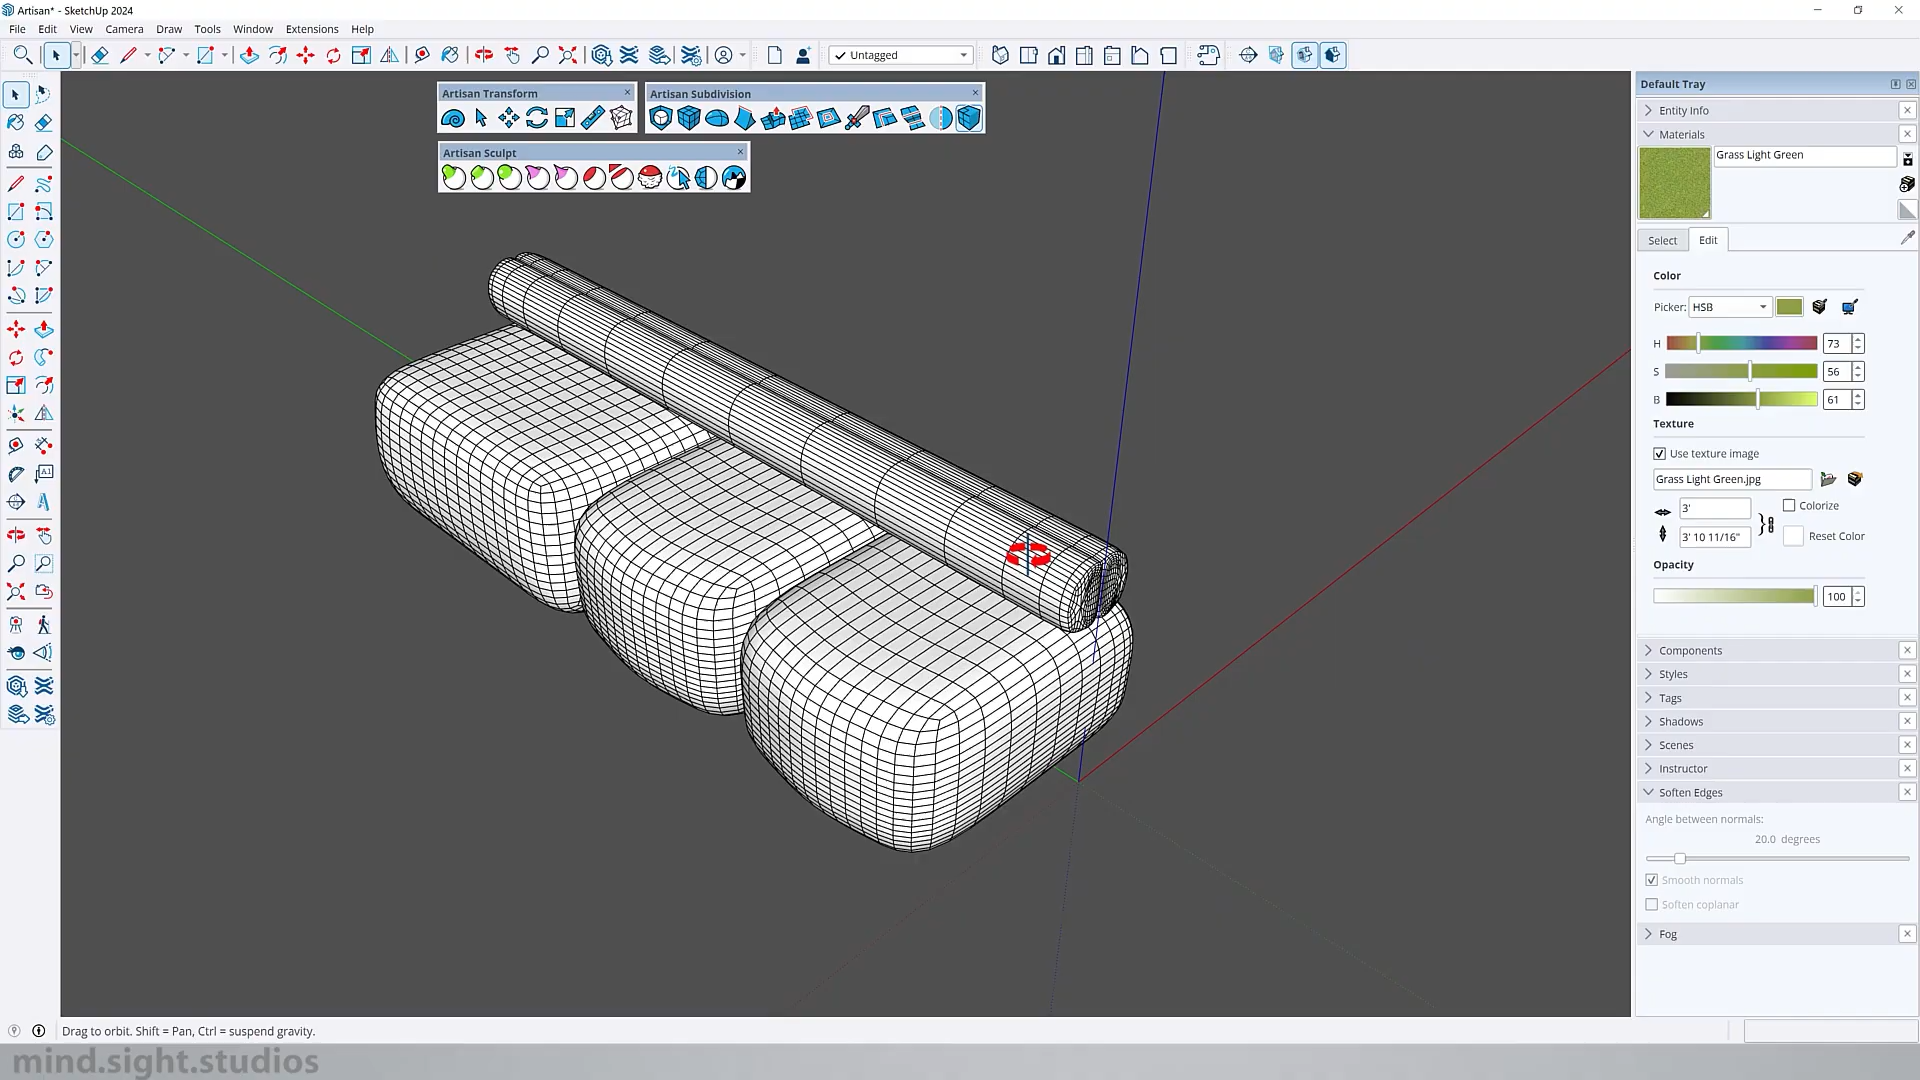 Artisan* - SketchUp 2024
File Edit View Camera Draw Tools Window Extensions Help
Untagged
Artisan Transform
Artisan Subdivision
Artisan Sculpt
Default Tray
Entity Info
Materials
Grass Light Green
Select Edit
Color
Picker: HSB
H 73
S 56
B 61
Texture
Use texture image
Grass Light Green.jpg
3' Colorize
3' 10 11/16" Reset Color
Opacity
100
Components
Styles
Tags
Shadows
Scenes
Instructor
Soften Edges
Angle between normals:
20.0 degrees
Smooth normals
Soften coplanar
Fog
Drag to orbit. Shift = Pan, Ctrl = suspend gravity.
mind.sight.studios